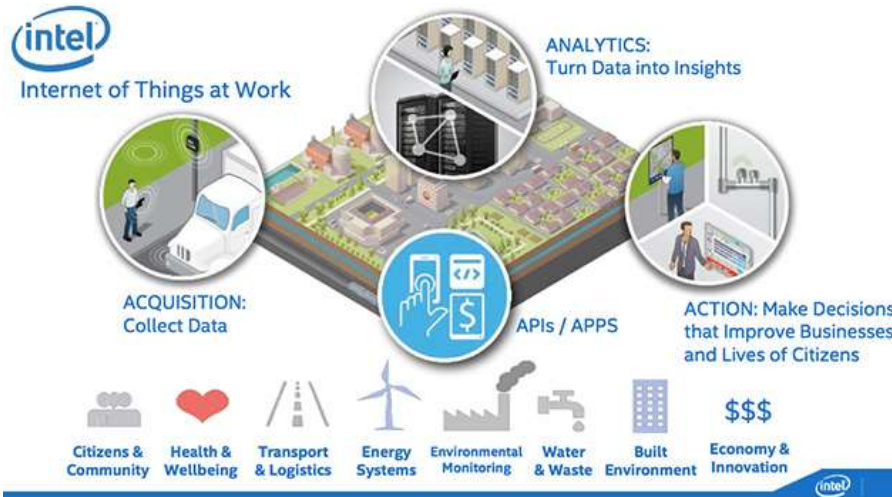 intel
Internet of Things at Work
ANALYTICS:
Turn Data into Insights
ACQUISITION:
Collect Data
</>
$
APIs / APPS
ACTION: Make Decisions
that Improve Businesses
and Lives of Citizens
Citizens &
Community
Health &
Wellbeing
Transport
& Logistics
Energy
Systems
Environmental
Monitoring
Water
& Waste
Built
Environment
$$$
Economy &
Innovation
intel